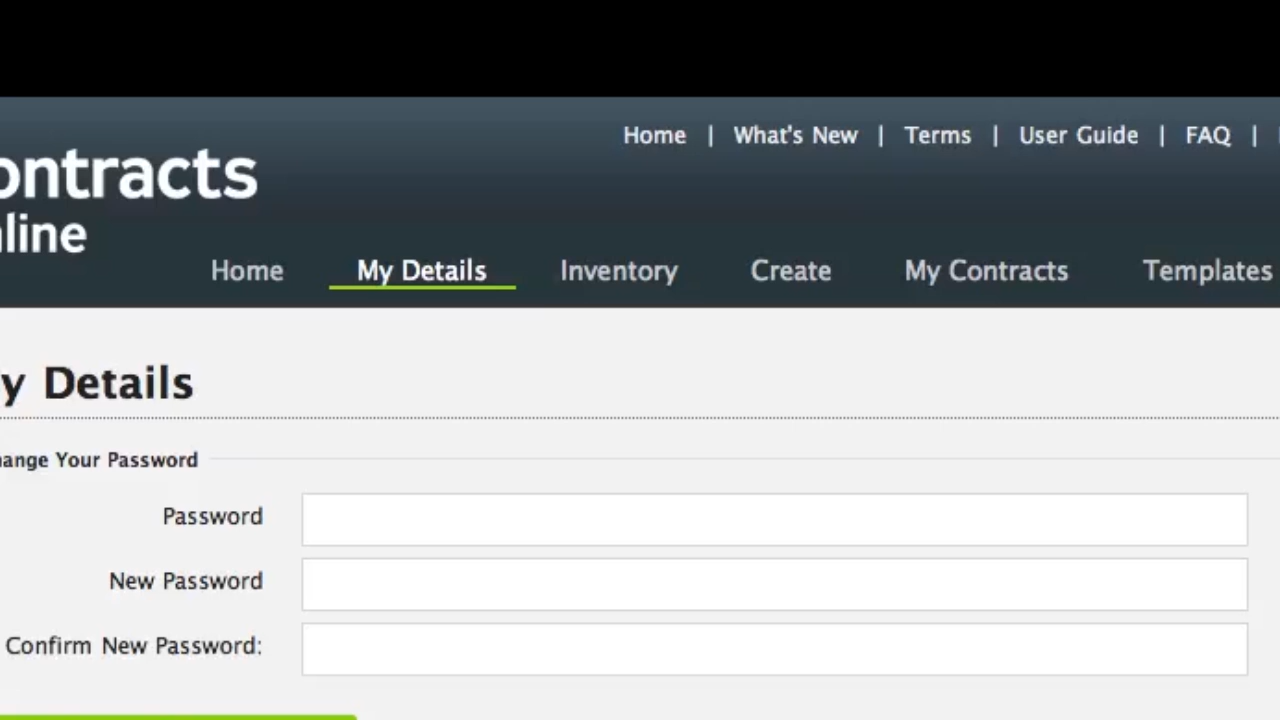 Home | What's New | Terms | User Guide | FAQ |
ontracts
line
Home My Details Inventory Create My Contracts Templates
y Details
ange Your Password
Password
New Password
Confirm New Password: